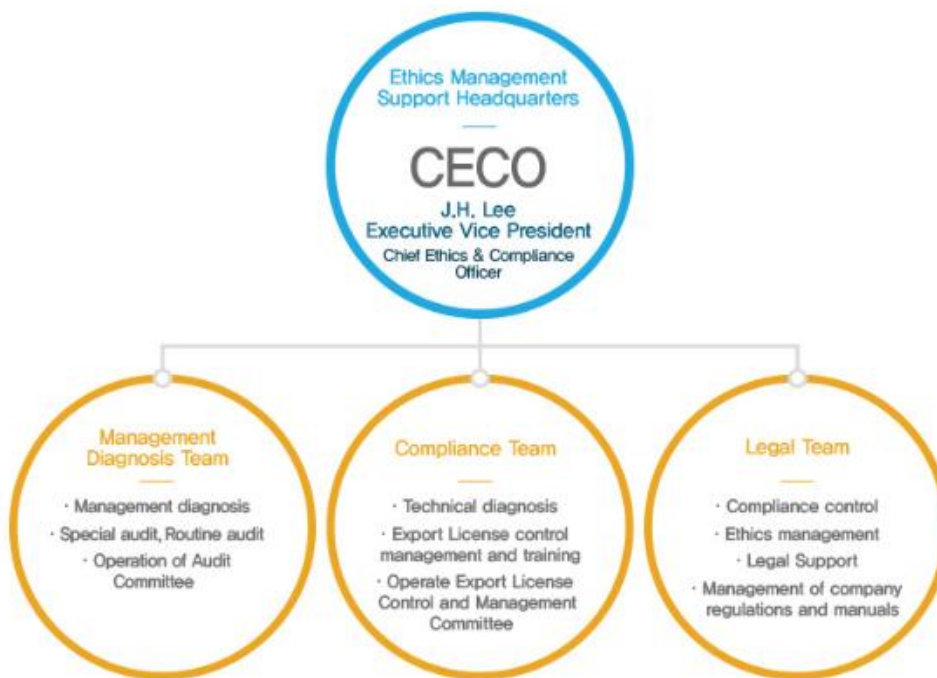 Ethics Management
Support Headquarters
CECO
J.H. Lee
Executive Vice President
Chief Ethics & Compliance
Officer
Management
Diagnosis Team
· Management diagnosis
· Special audit, Routine audit
· Operation of Audit
Committee
Compliance Team
· Technical diagnosis
· Export License control
management and training
· Operate Export License
Control and Management
Committee
Legal Team
· Compliance control
· Ethics management
· Legal Support
· Management of company
regulations and manuals